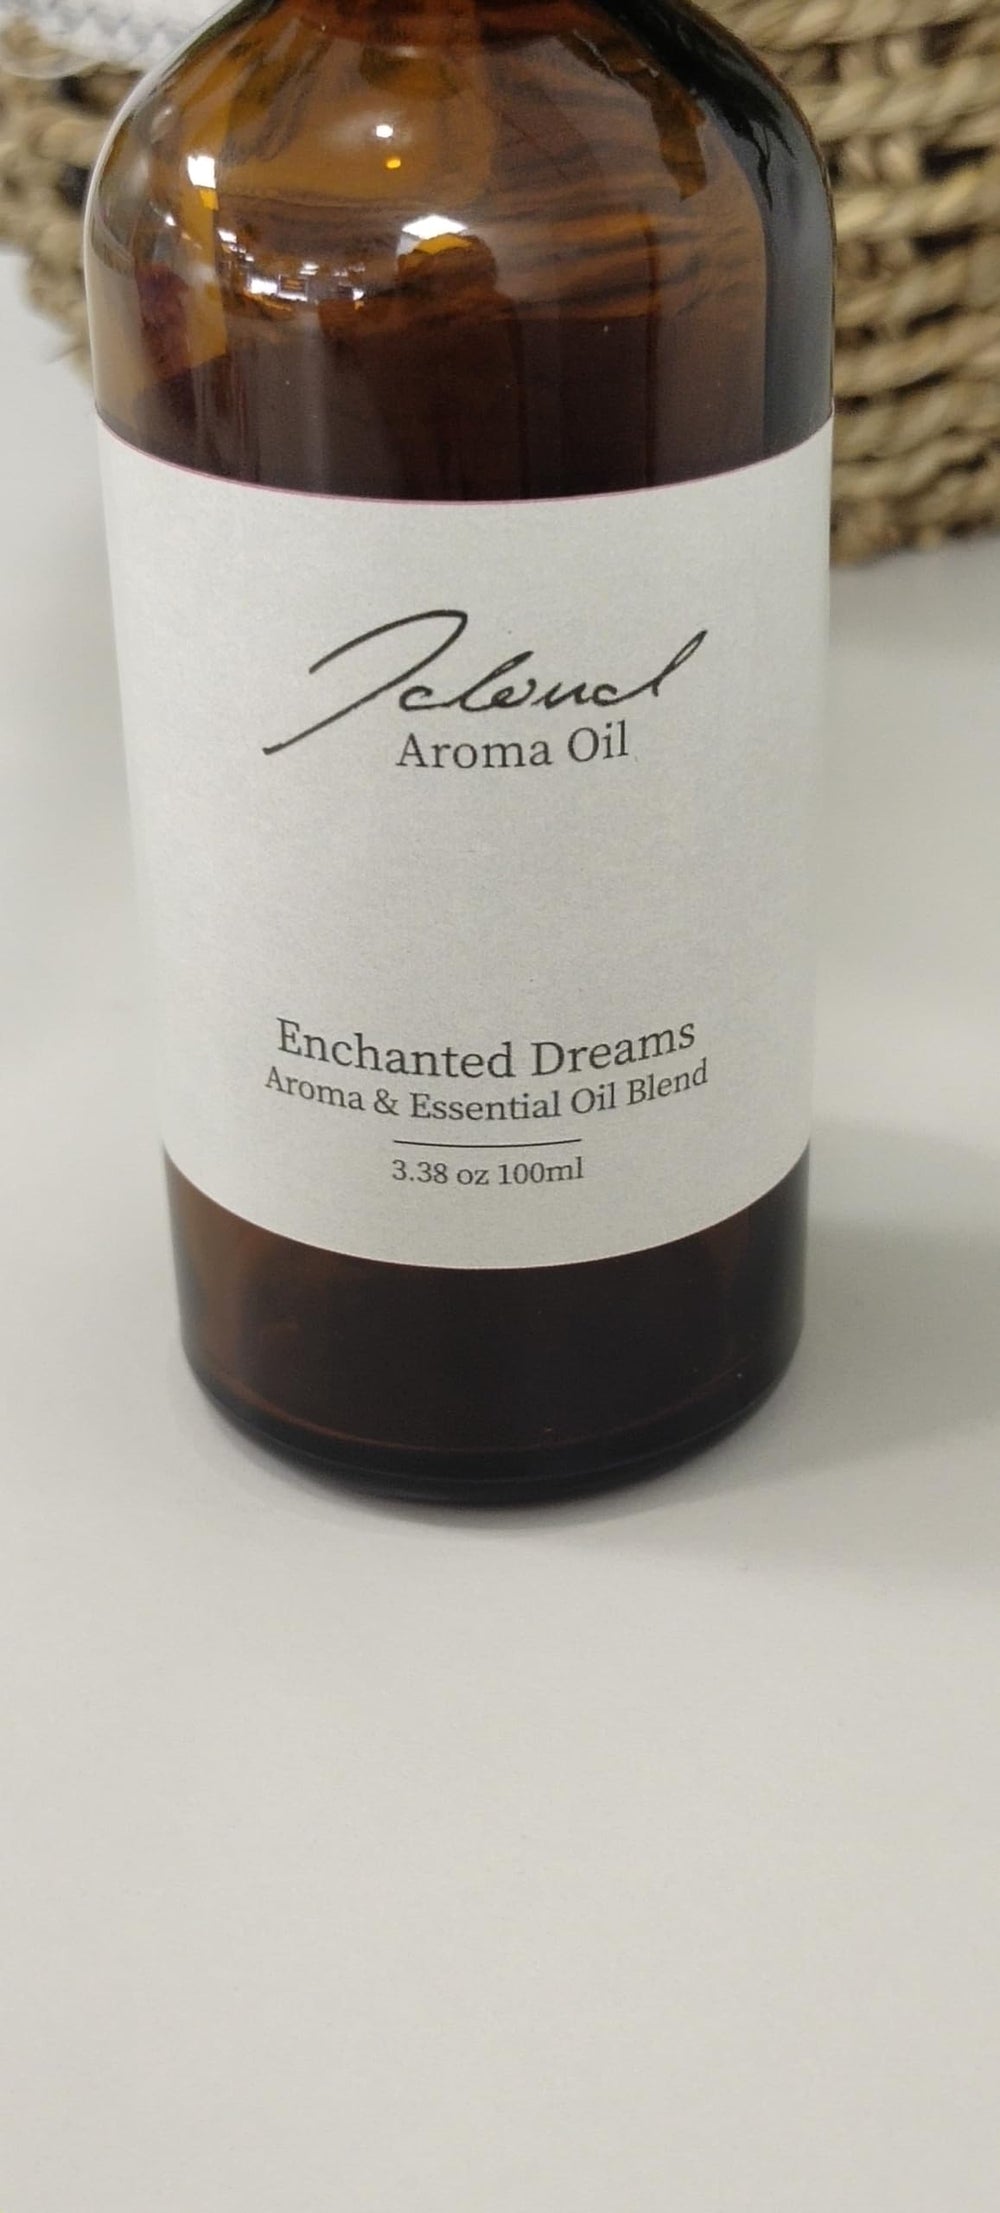 Aroma Oil
Enchanted Dreams
Aroma & Essential Oil Blend
3.38 oz 100ml